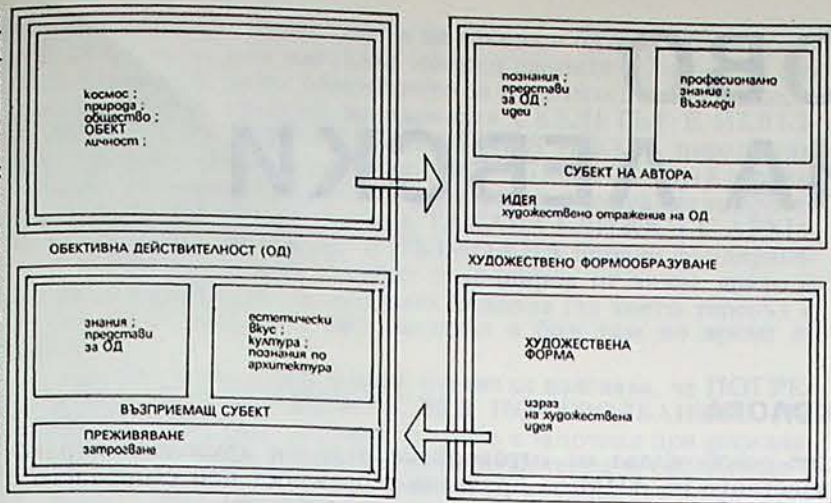 космос ;
природа ;
общество ;
ОБЕКТ
личност ;
ОБЕКТИВНА ДЕЙСТВИТЕЛНОСТ (ОД)
познания ;
представи
за ОД ;
идеи
професионално
знание ;
възгледи
СУБЕКТ НА АВТОРА
ИДЕЯ
художествено отражение на ОД
ХУДОЖЕСТВЕНО ФОРМООБРАЗУВАНЕ
знания ;
представи
за ОД
естетически
вкус ;
култура ;
познания по
архитектура
ВЪЗПРИЕМАЩ СУБЕКТ
ПРЕЖИВЯВАНЕ
затрогване
ХУДОЖЕСТВЕНА
ФОРМА
израз
на художествена
идея